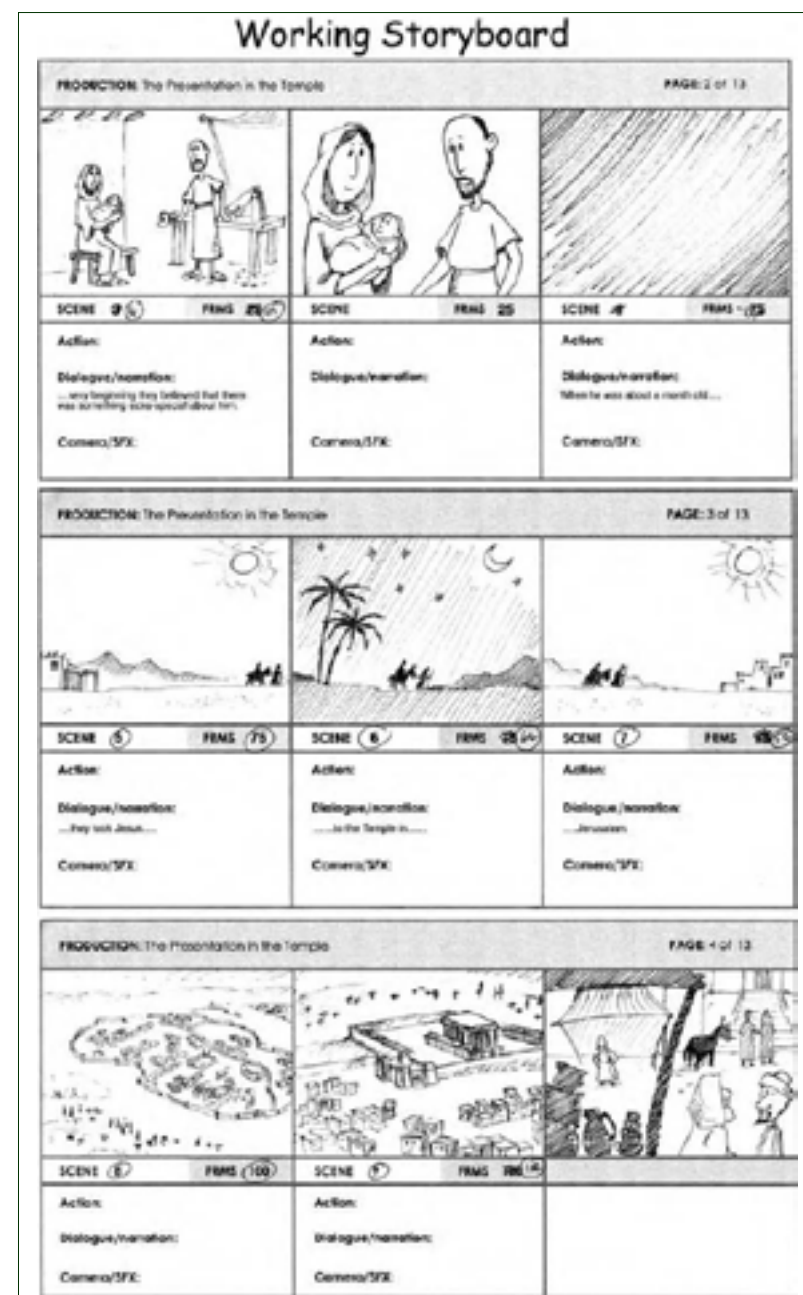 Working Storyboard
PRODUCTION: The Presentation in the Temple PAGE: 2 of 13
SCENE FRMS
SCENE FRMS 25
SCENE FRMS
Action:
Action:
Action:
Dialogue/narration:
Dialogue/narration:
Dialogue/narration:
....very beginning they believed that there
was something extra-special about him.
When he was about a month old....
Camera/SFX:
Camera/SFX:
Camera/SFX:
PRODUCTION: The Presentation in the Temple PAGE: 3 of 13
SCENE 5 FRMS 75
SCENE 6 FRMS
SCENE 7 FRMS
Action:
Action:
Action:
Dialogue/narration:
Dialogue/narration:
Dialogue/narration:
....they took Jesus....
......to the Temple in......
....Jerusalem
Camera/SFX:
Camera/SFX:
Camera/SFX:
PRODUCTION: The Presentation in the Temple PAGE: 4 of 13
SCENE 8 FRMS 100
SCENE 9 FRMS
Action:
Action:
Dialogue/narration:
Dialogue/narration:
Camera/SFX:
Camera/SFX: